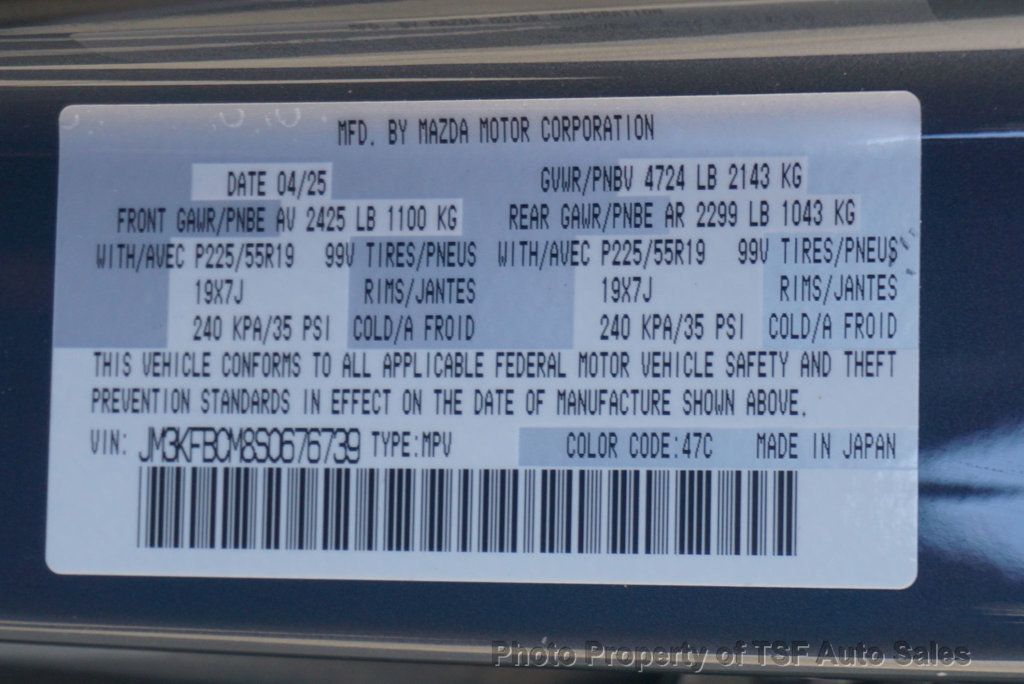 MFD. BY MAZDA MOTOR CORPORATION
DATE 04/25 GVWR/PNBV 4724 LB 2143 KG
FRONT GAWR/PNBE AV 2425 LB 1100 KG REAR GAWR/PNBE AR 2299 LB 1043 KG
WITH/AVEC P225/55R19 99V TIRES/PNEUS WITH/AVEC P225/55R19 99V TIRES/PNEUS
19X7J RIMS/JANTES 19X7J RIMS/JANTES
240 KPA/35 PSI COLD/A FROID 240 KPA/35 PSI COLD/A FROID
THIS VEHICLE CONFORMS TO ALL APPLICABLE FEDERAL MOTOR VEHICLE SAFETY AND THEFT
PREVENTION STANDARDS IN EFFECT ON THE DATE OF MANUFACTURE SHOWN ABOVE.
VIN: JM3KFBCM8S0676739 TYPE:MPV COLOR CODE:47C MADE IN JAPAN
Photo Property of TSF Auto Sales